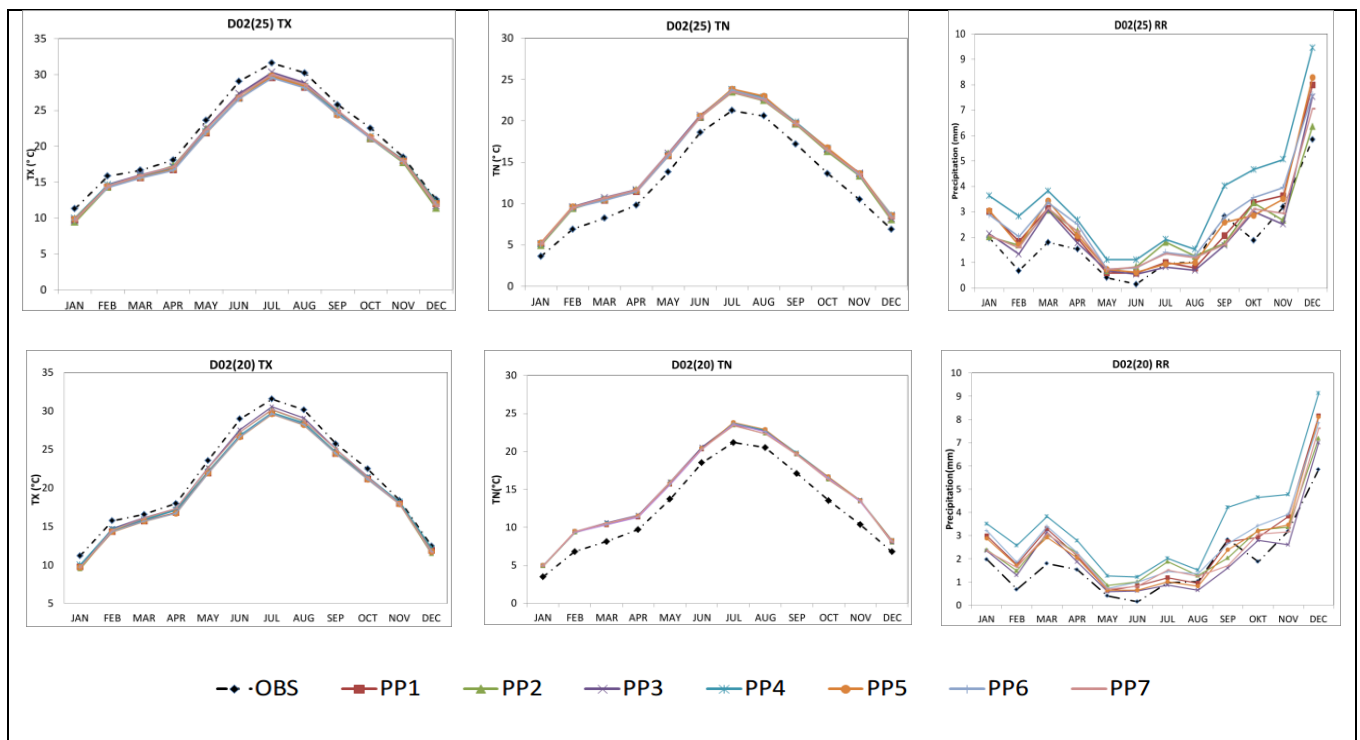 D02(25) TX
TX (° C)
35
30
25
20
15
10
5
0
JAN FEB MAR APR MAY JUN JUL AUG SEP OCT NOV DEC
D02(25) TN
TN (° C)
30
25
20
15
10
5
0
JAN FEB MAR APR MAY JUN JUL AUG SEP OCT NOV DEC
D02(25) RR
Precipitation (mm)
10
9
8
7
6
5
4
3
2
1
0
JAN FEB MAR APR MAY JUN JUL AUG SEP OKT NOV DEC
D02(20) TX
TX (°C)
35
30
25
20
15
10
5
JAN FEB MAR APR MAY JUN JUL AUG SEP OCT NOV DEC
D02(20) TN
TN(°C)
30
25
20
15
10
5
0
JAN FEB MAR APR MAY JUN JUL AUG SEP OCT NOV DEC
D02(20) RR
Precipitation(mm)
10
9
8
7
6
5
4
3
2
1
0
JAN FEB MAR APR MAY JUN JUL AUG SEP OKT NOV DEC
OBS PP1 PP2 PP3 PP4 PP5 PP6 PP7